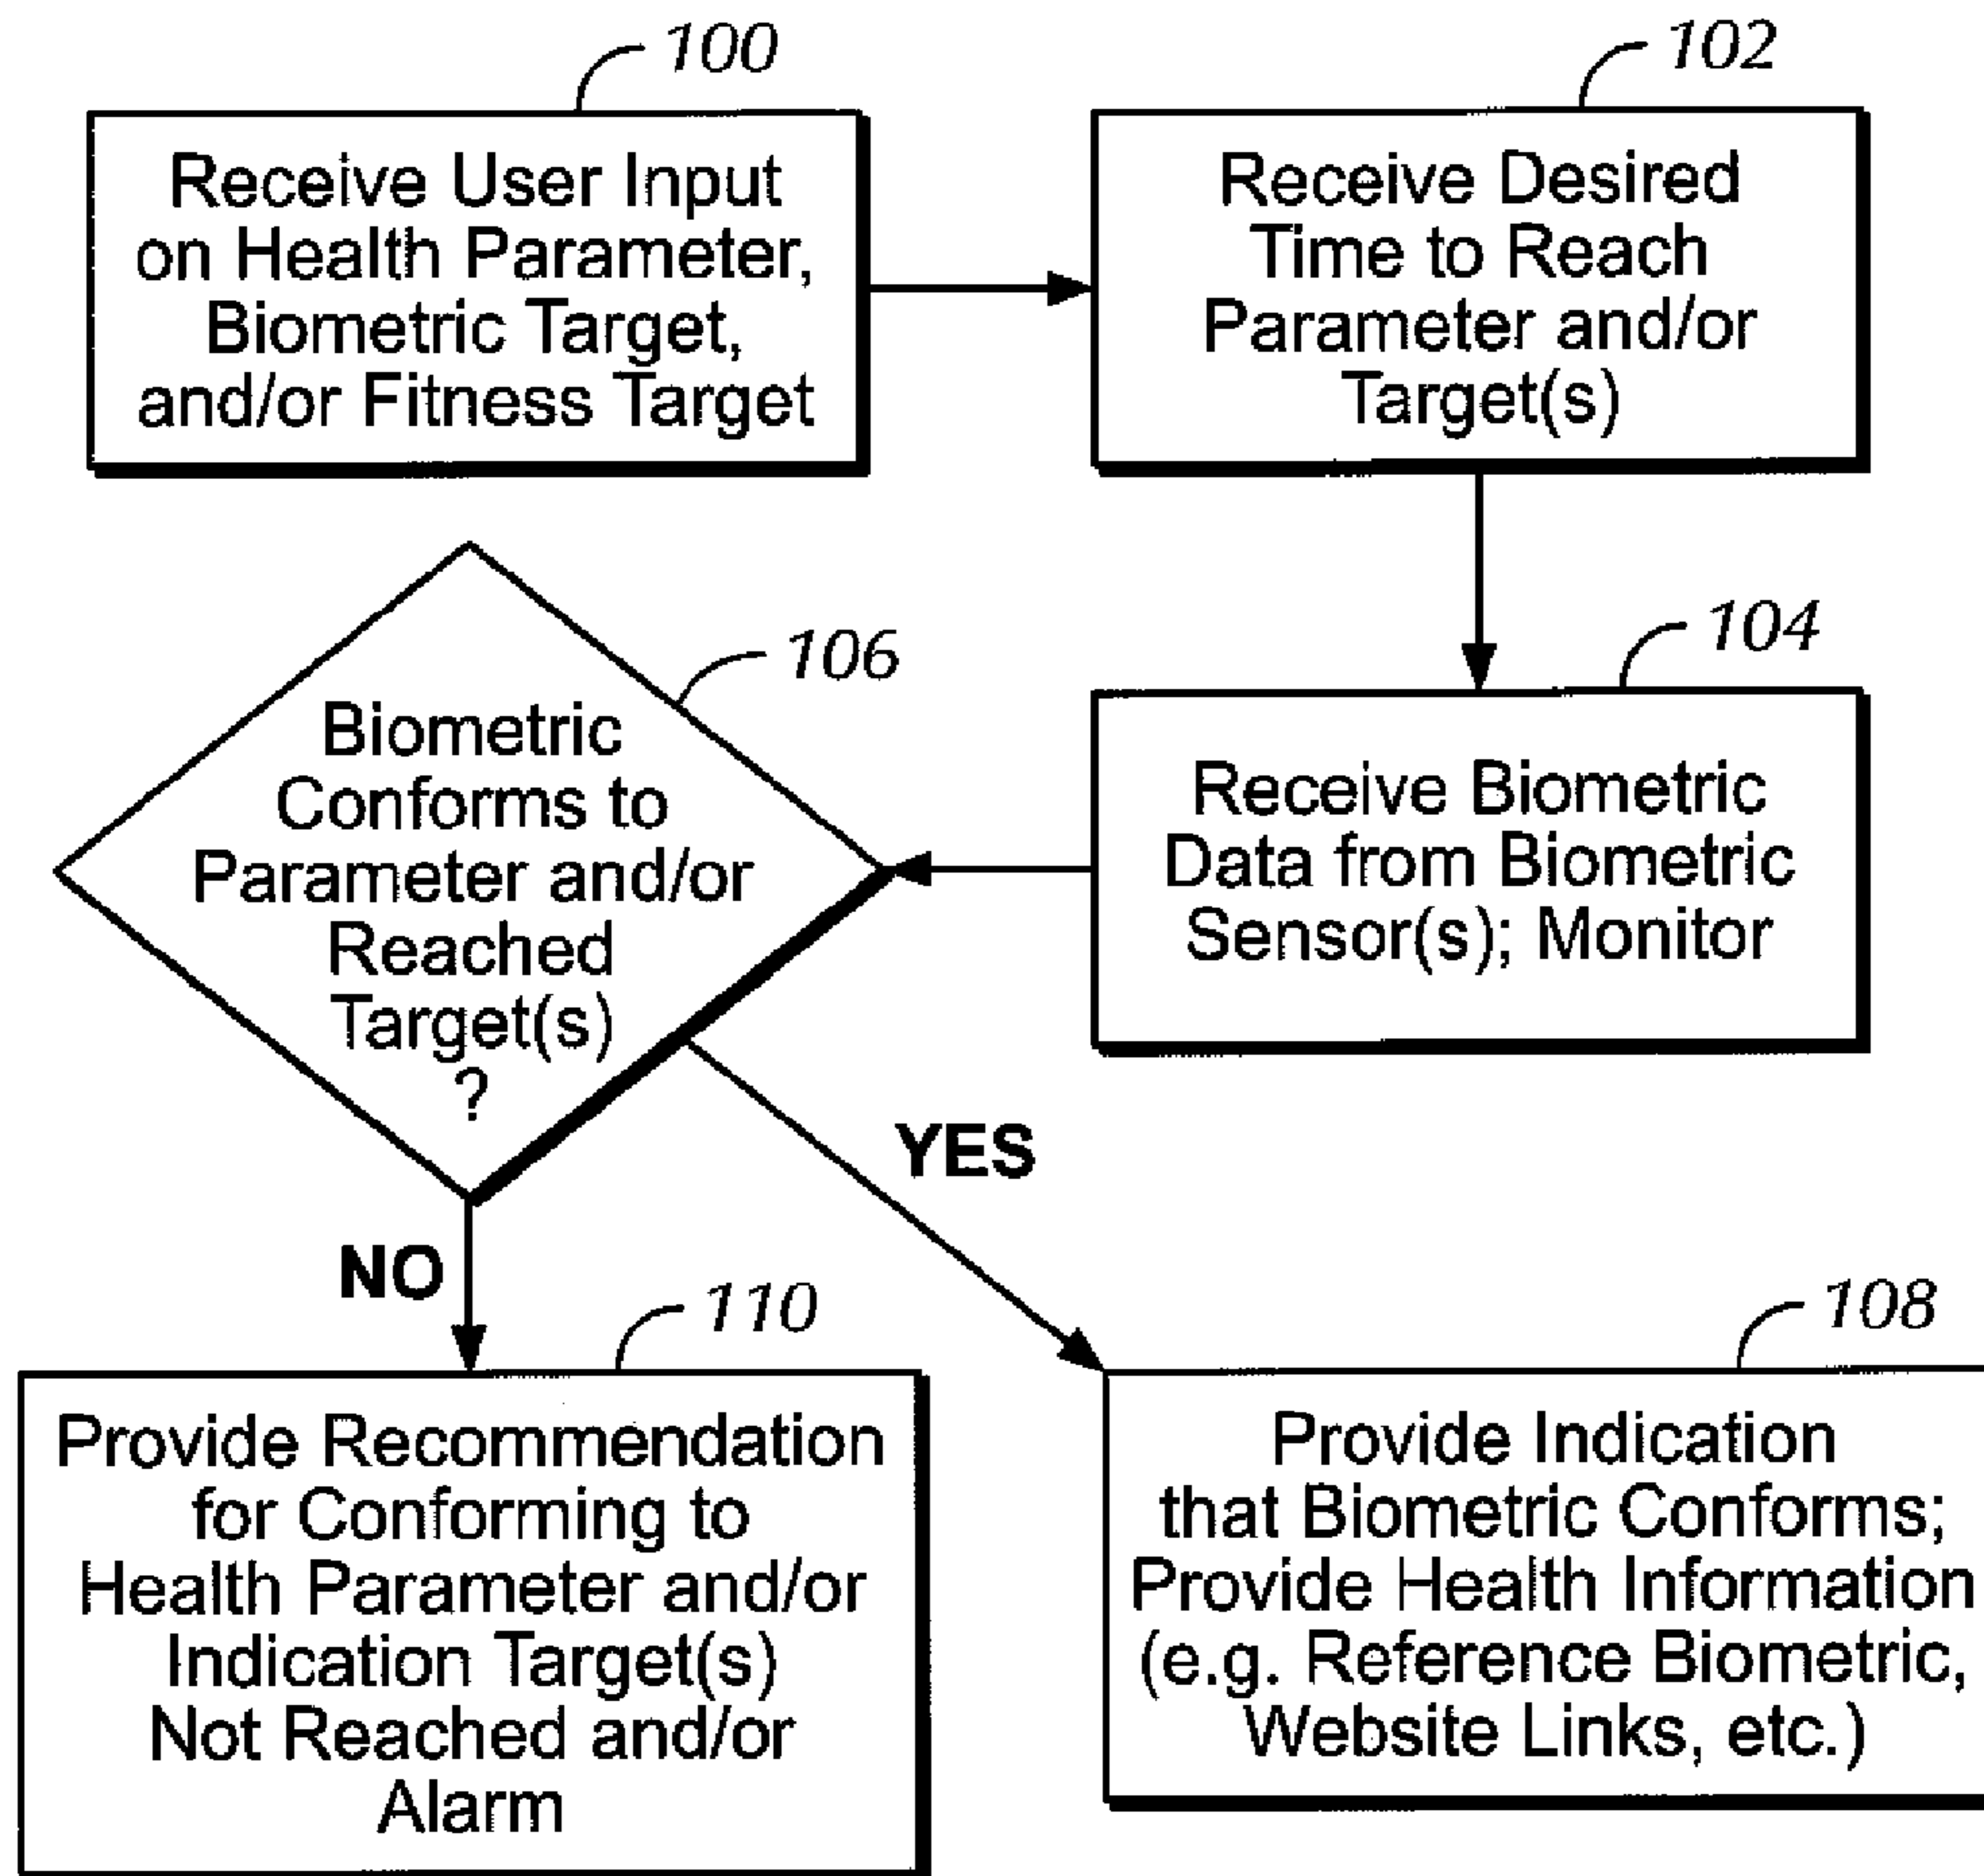 100
Receive User Input
on Health Parameter,
Biometric Target,
and/or Fitness Target
102
Receive Desired
Time to Reach
Parameter and/or
Target(s)
104
Receive Biometric
Data from Biometric
Sensor(s); Monitor
106
Biometric
Conforms to
Parameter and/or
Reached
Target(s)
?
YES
NO
108
Provide Indication
that Biometric Conforms;
Provide Health Information
(e.g. Reference Biometric,
Website Links, etc.)
110
Provide Recommendation
for Conforming to
Health Parameter and/or
Indication Target(s)
Not Reached and/or
Alarm